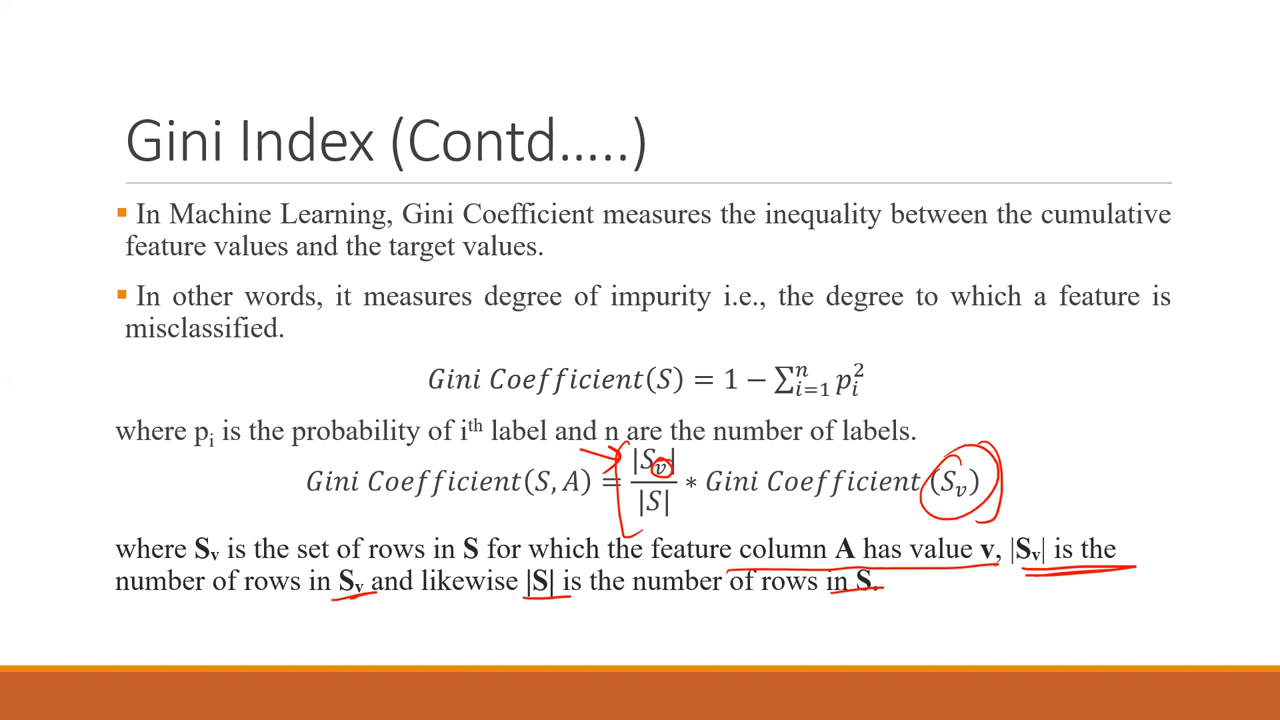 Gini Index (Contd…..)
▪ In Machine Learning, Gini Coefficient measures the inequality between the cumulative
feature values and the target values.
▪ In other words, it measures degree of impurity i.e., the degree to which a feature is
misclassified.
𝐺𝑖𝑛𝑖 𝐶𝑜𝑒𝑓𝑓𝑖𝑐𝑖𝑒𝑛𝑡(𝑆) = 1 − ∑ⁿᵢ₌₁ pᵢ²
where pᵢ is the probability of iᵗʰ label and n are the number of labels.
𝐺𝑖𝑛𝑖 𝐶𝑜𝑒𝑓𝑓𝑖𝑐𝑖𝑒𝑛𝑡(𝑆, 𝐴) = |Sᵥ|/|S| * 𝐺𝑖𝑛𝑖 𝐶𝑜𝑒𝑓𝑓𝑖𝑐𝑖𝑒𝑛𝑡 (Sᵥ)
where Sᵥ is the set of rows in S for which the feature column A has value v, |Sᵥ| is the
number of rows in Sᵥ and likewise |S| is the number of rows in S.